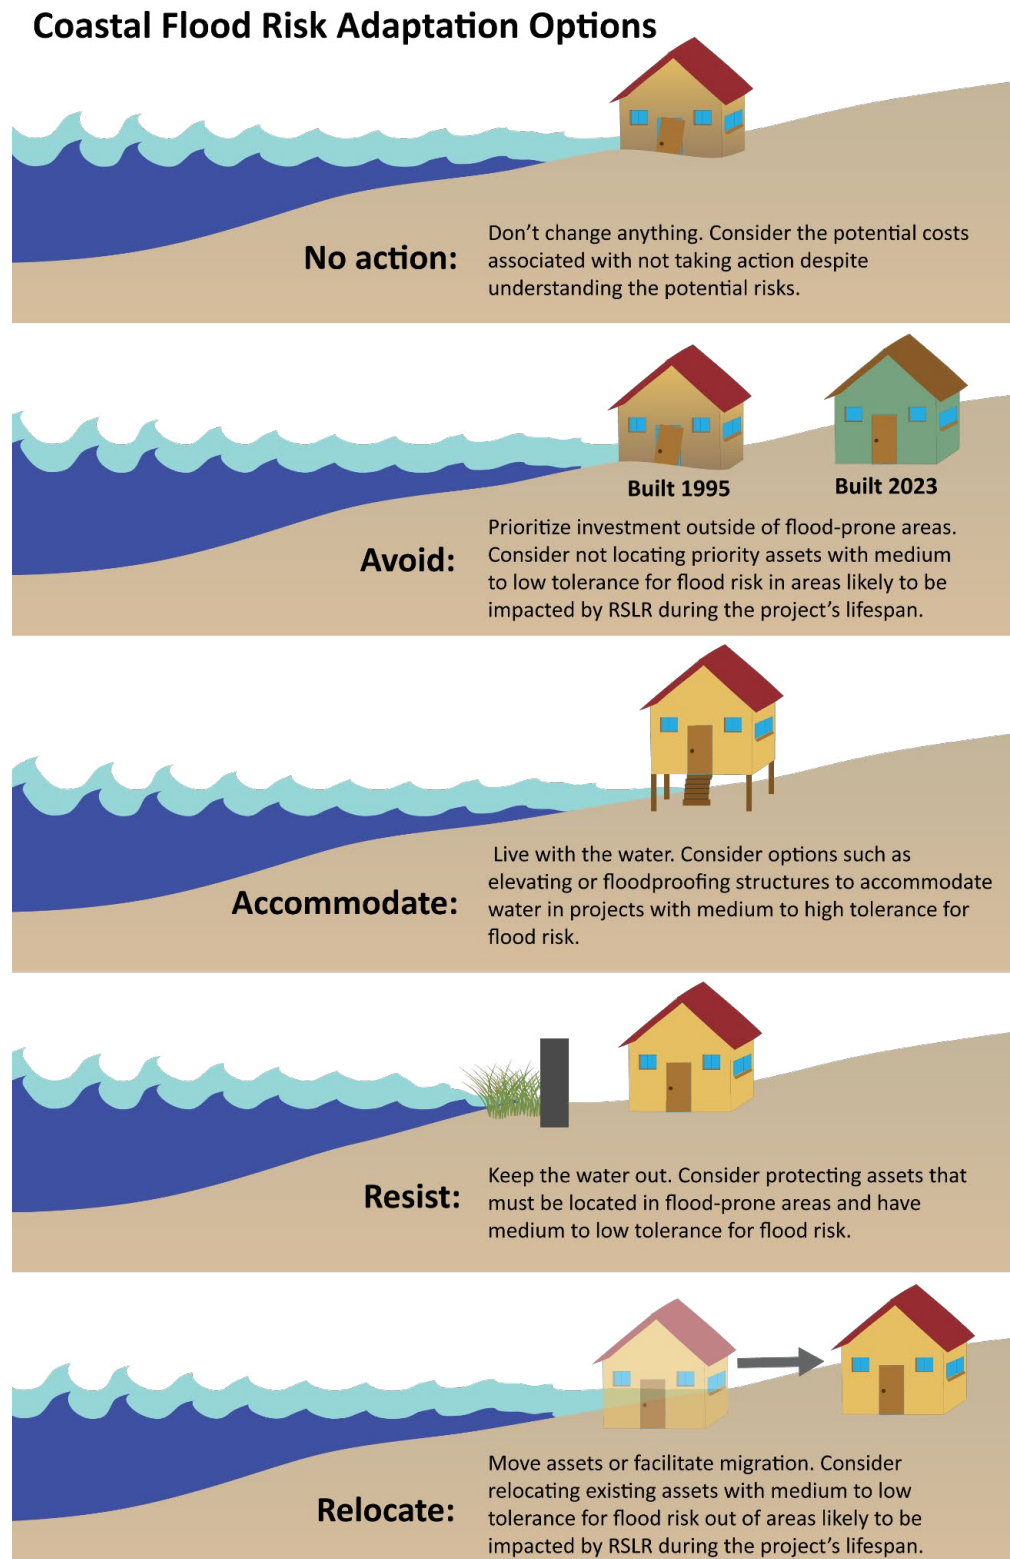 Coastal Flood Risk Adaptation Options
No action:
Don’t change anything. Consider the potential costs
associated with not taking action despite
understanding the potential risks.
Built 1995
Built 2023
Avoid:
Prioritize investment outside of flood-prone areas.
Consider not locating priority assets with medium
to low tolerance for flood risk in areas likely to be
impacted by RSLR during the project’s lifespan.
Accommodate:
Live with the water. Consider options such as
elevating or floodproofing structures to accommodate
water in projects with medium to high tolerance for
flood risk.
Resist:
Keep the water out. Consider protecting assets that
must be located in flood-prone areas and have
medium to low tolerance for flood risk.
Relocate:
Move assets or facilitate migration. Consider
relocating existing assets with medium to low
tolerance for flood risk out of areas likely to be
impacted by RSLR during the project’s lifespan.